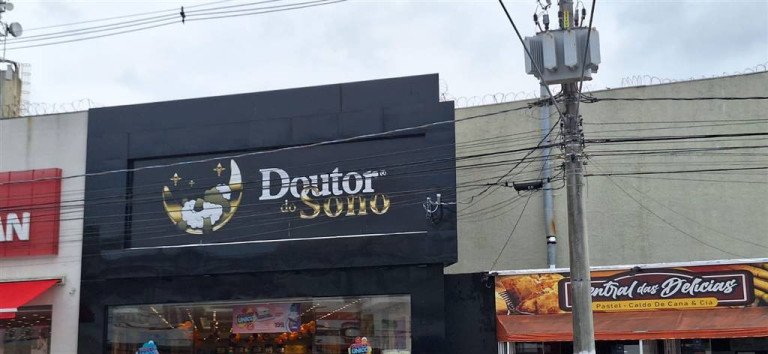 AN
Doutor®
do Sono
Central das Delícias
Pastel - Caldo De Cana & Cia